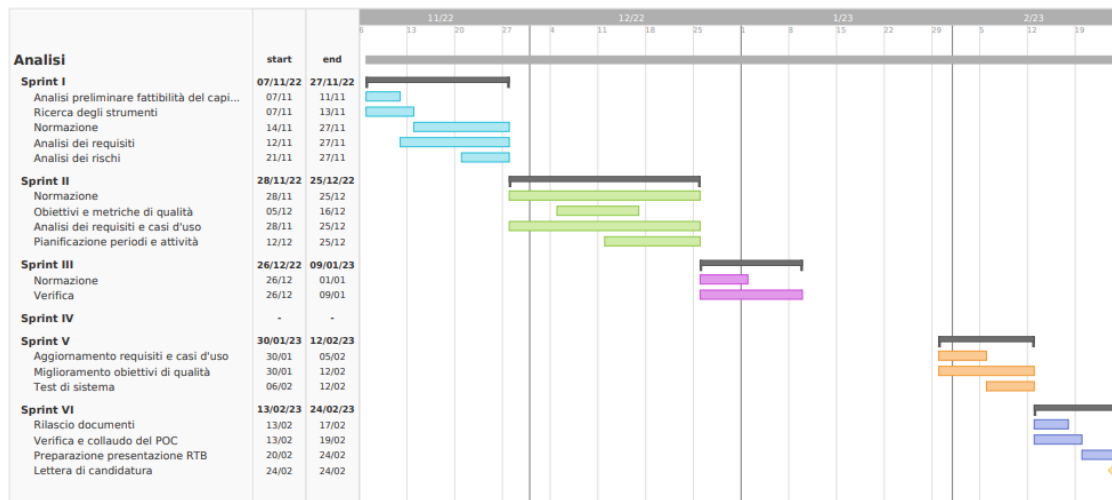 11/22 12/22 1/23 2/23
6 13 20 27 4 11 18 25 1 8 15 22 29 5 12 19
Analisi start end
Sprint I 07/11/22 27/11/22
Analisi preliminare fattibilità del capi... 07/11 11/11
Ricerca degli strumenti 07/11 13/11
Normazione 14/11 27/11
Analisi dei requisiti 12/11 27/11
Analisi dei rischi 21/11 27/11
Sprint II 28/11/22 25/12/22
Normazione 28/11 25/12
Obiettivi e metriche di qualità 05/12 16/12
Analisi dei requisiti e casi d'uso 28/11 25/12
Pianificazione periodi e attività 12/12 25/12
Sprint III 26/12/22 09/01/23
Normazione 26/12 01/01
Verifica 26/12 09/01
Sprint IV - -
Sprint V 30/01/23 12/02/23
Aggiornamento requisiti e casi d'uso 30/01 05/02
Miglioramento obiettivi di qualità 30/01 12/02
Test di sistema 06/02 12/02
Sprint VI 13/02/23 24/02/23
Rilascio documenti 13/02 17/02
Verifica e collaudo del POC 13/02 19/02
Preparazione presentazione RTB 20/02 24/02
Lettera di candidatura 24/02 24/02